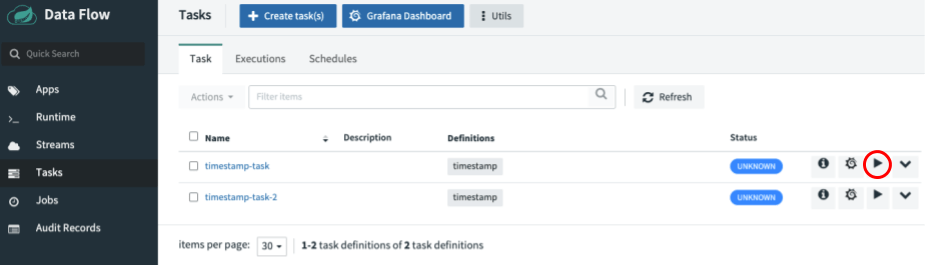 Data Flow
Quick Search
Apps
Runtime
Streams
Tasks
Jobs
Audit Records
Tasks
Create task(s)
Grafana Dashboard
Utils
Task Executions Schedules
Actions
Filter items
Refresh
Name Description Definitions Status
timestamp-task timestamp UNKNOWN
timestamp-task-2 timestamp UNKNOWN
items per page: 30 1-2 task definitions of 2 task definitions